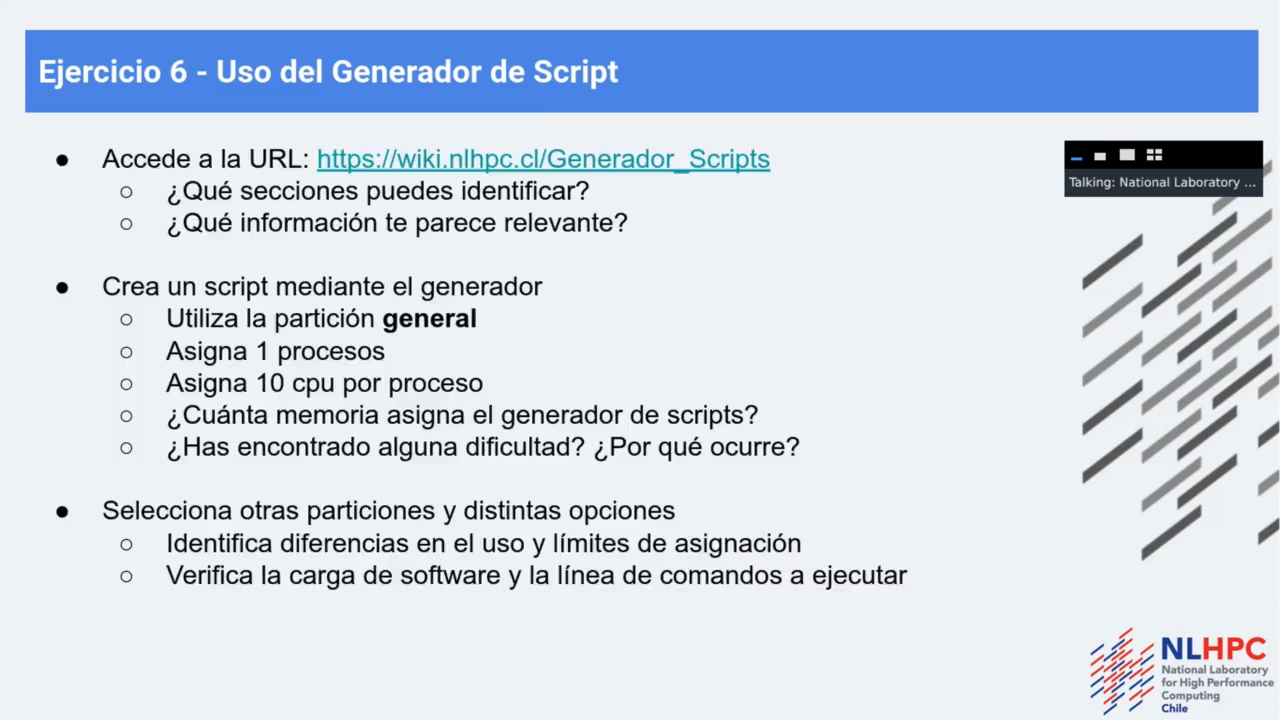 Ejercicio 6 - Uso del Generador de Script
● Accede a la URL: https://wiki.nlhpc.cl/Generador_Scripts
○ ¿Qué secciones puedes identificar?
○ ¿Qué información te parece relevante?
● Crea un script mediante el generador
○ Utiliza la partición general
○ Asigna 1 procesos
○ Asigna 10 cpu por proceso
○ ¿Cuánta memoria asigna el generador de scripts?
○ ¿Has encontrado alguna dificultad? ¿Por qué ocurre?
● Selecciona otras particiones y distintas opciones
○ Identifica diferencias en el uso y límites de asignación
○ Verifica la carga de software y la línea de comandos a ejecutar
Talking: National Laboratory ...
NLHPC
National Laboratory
for High Performance
Computing
Chile